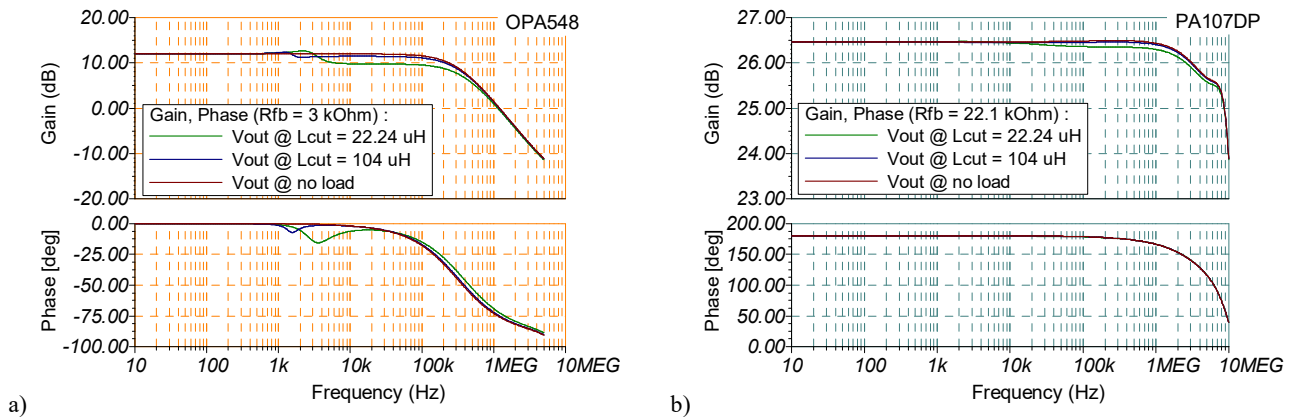 OPA548
20.00
10.00
0.00
-10.00
-20.00
Gain (dB)
Gain, Phase (Rfb = 3 kOhm) :
Vout @ Lcut = 22.24 uH
Vout @ Lcut = 104 uH
Vout @ no load
0.00
-25.00
-50.00
-75.00
-100.00
Phase [deg]
10 100 1k 10k 100k 1MEG 10MEG
Frequency (Hz)
a)
PA107DP
27.00
26.00
25.00
24.00
23.00
Gain (dB)
Gain, Phase (Rfb = 22.1 kOhm) :
Vout @ Lcut = 22.24 uH
Vout @ Lcut = 104 uH
Vout @ no load
200.00
150.00
100.00
50.00
0.00
Phase [deg]
10 100 1k 10k 100k 1MEG 10MEG
Frequency (Hz)
b)